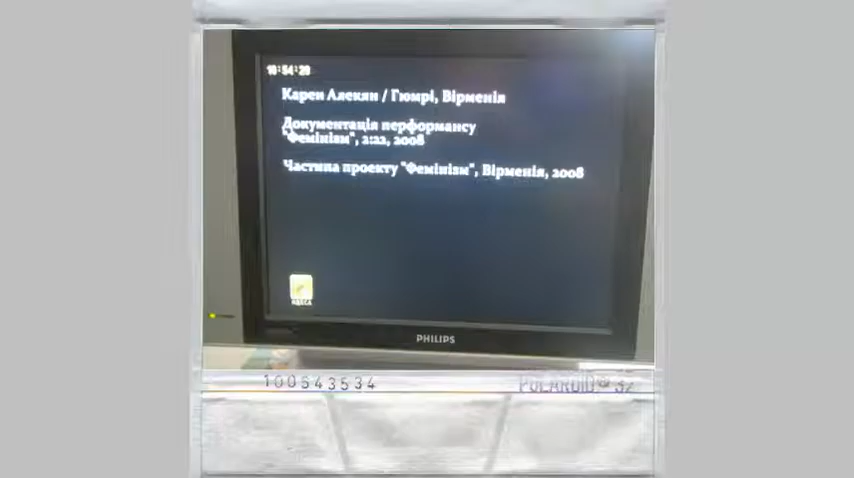 18:54:20
Карен Алекян / Гюмрі, Вірменія
Документація перформансу
"Фемінізм", 2:22, 2008
Частина проекту "Фемінізм", Вірменія, 2008
PHILIPS
100543534
POLAROID